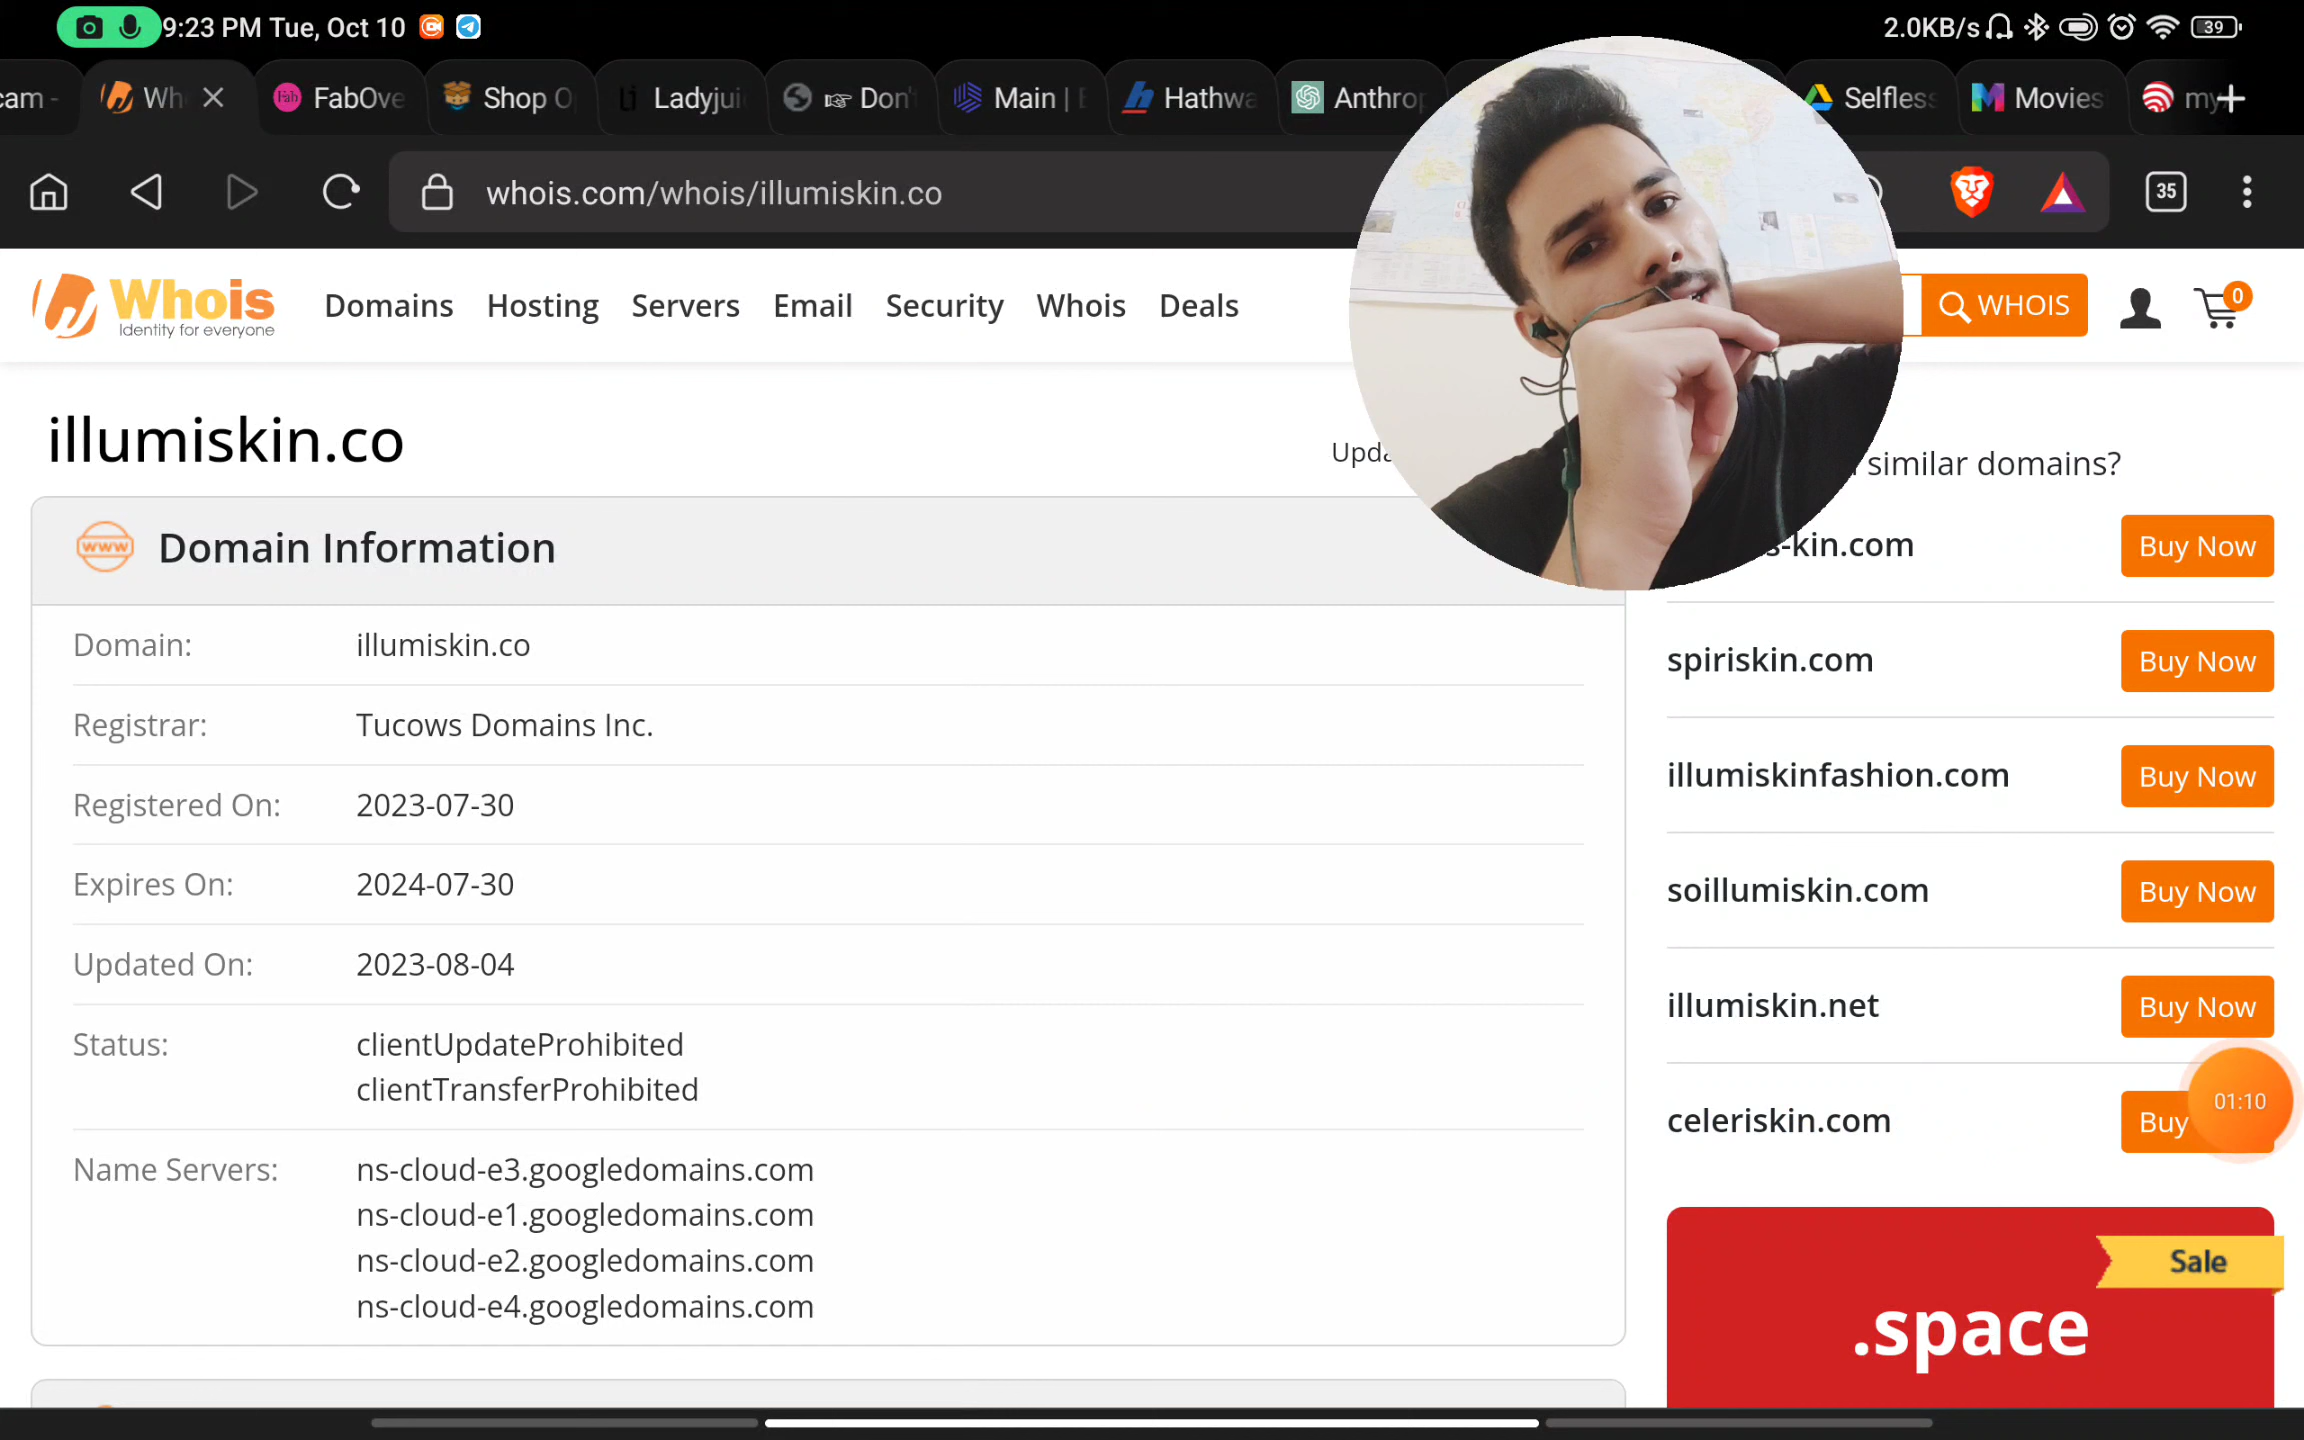 9:23 PM Tue, Oct 10
2.0KB/s
39
cam -
Wh
FabOve
Shop O
Ladyjui
Don'
Main |
Hathwa
Anthrop
Selfless
Movies
my
whois.com/whois/illumiskin.co
35
Whois
Identity for everyone
Domains
Hosting
Servers
Email
Security
Whois
Deals
WHOIS
0
illumiskin.co
Upda
similar domains?
www
Domain Information
s-kin.com
Buy Now
Domain:
illumiskin.co
spiriskin.com
Buy Now
Registrar:
Tucows Domains Inc.
illumiskinfashion.com
Buy Now
Registered On:
2023-07-30
Expires On:
2024-07-30
soillumiskin.com
Buy Now
Updated On:
2023-08-04
illumiskin.net
Buy Now
Status:
clientUpdateProhibited
clientTransferProhibited
celeriskin.com
Buy
01:10
Name Servers:
ns-cloud-e3.googledomains.com
ns-cloud-e1.googledomains.com
ns-cloud-e2.googledomains.com
ns-cloud-e4.googledomains.com
Sale
.space